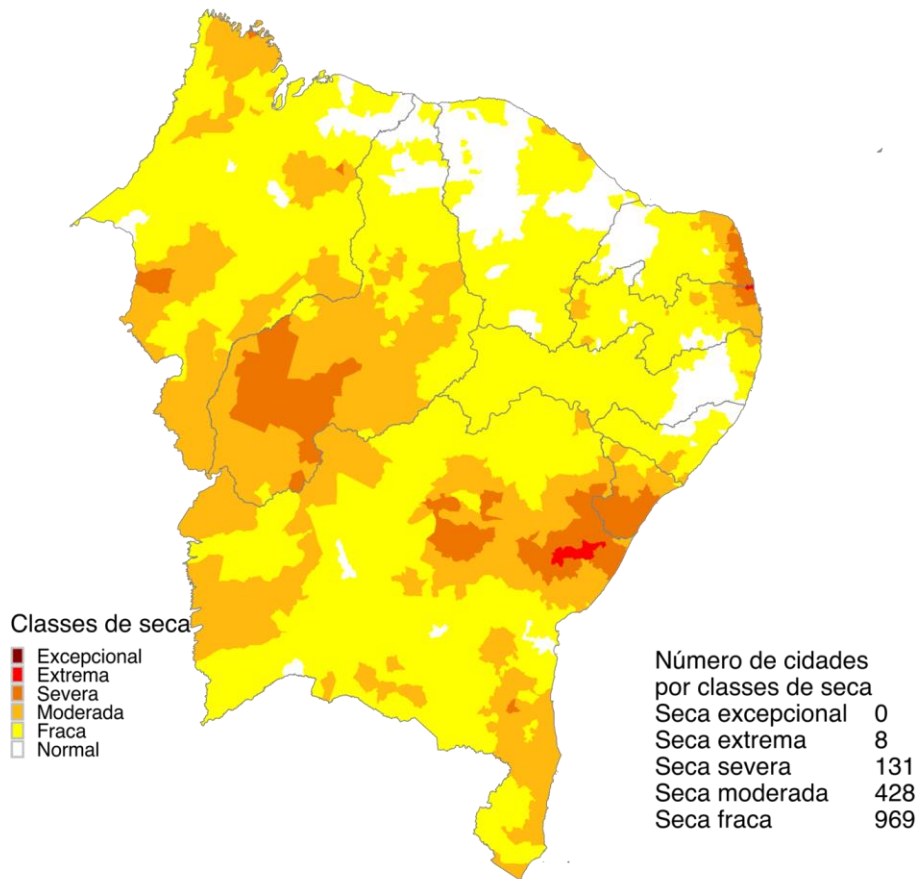 Classes de seca
Excepcional
Extrema
Severa
Moderada
Fraca
Normal
Número de cidades
por classes de seca
Seca excepcional 0
Seca extrema 8
Seca severa 131
Seca moderada 428
Seca fraca 969